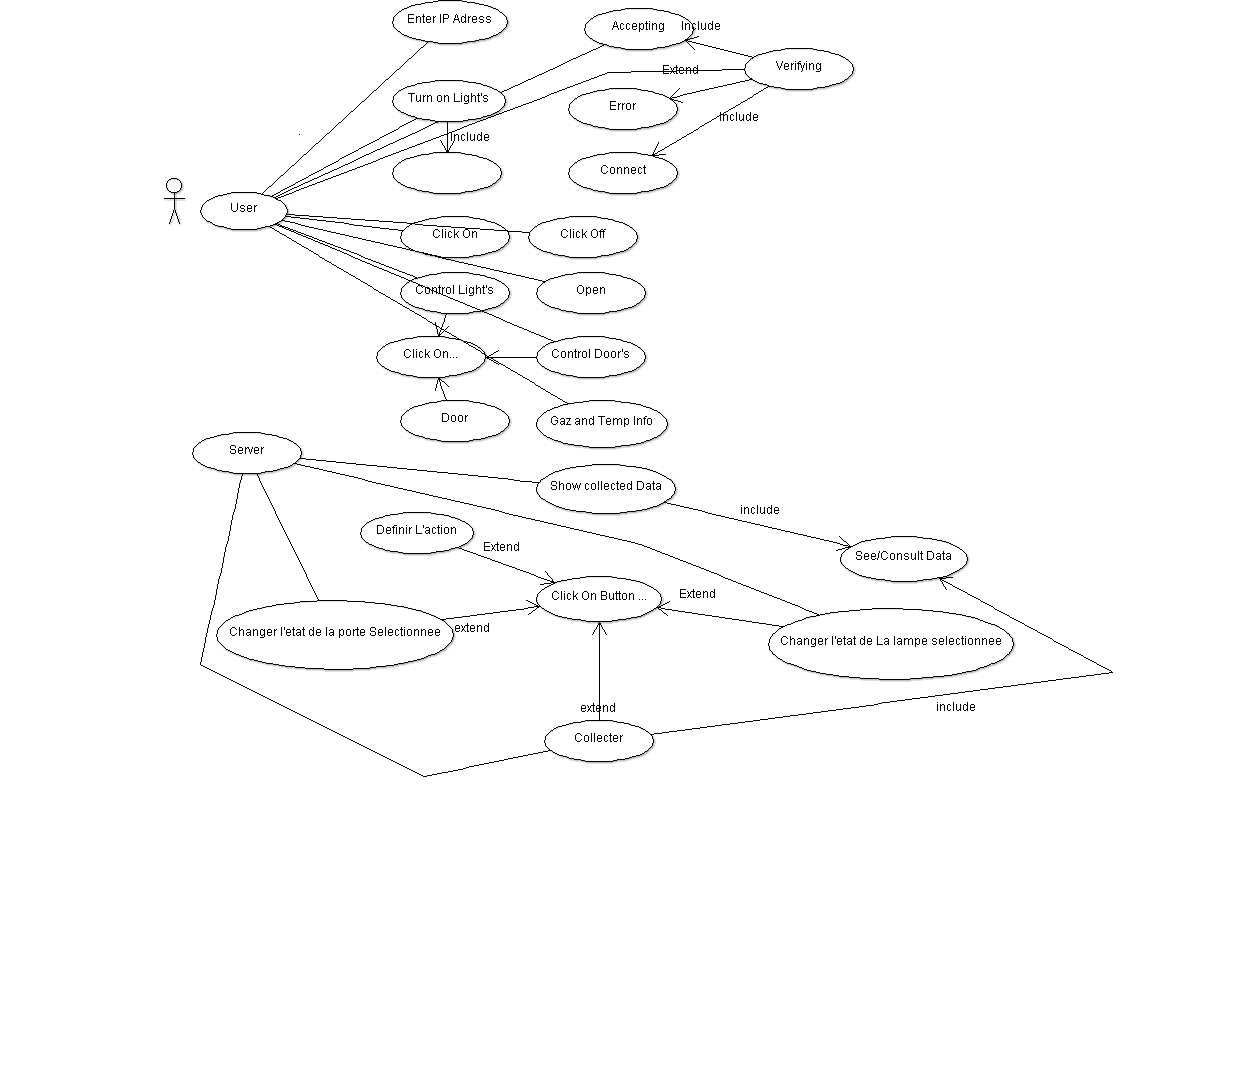 Enter IP Adress
Accepting
Include
Verifying
Extend
Turn on Light's
Error
Include
Include
Connect
User
Click On
Click Off
Control Light's
Open
Click On...
Control Door's
Door
Gaz and Temp Info
Server
Show collected Data
include
Definir L'action
Extend
See/Consult Data
Click On Button ...
Extend
Changer l'etat de la porte Selectionnee
extend
Changer l'etat de La lampe selectionnee
extend
include
Collecter